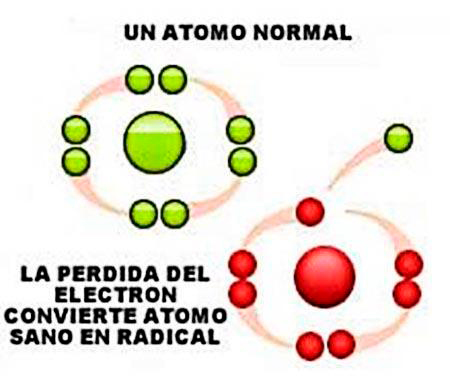 UN ATOMO NORMAL
LA PERDIDA DEL
ELECTRON
CONVIERTE ATOMO
SANO EN RADICAL